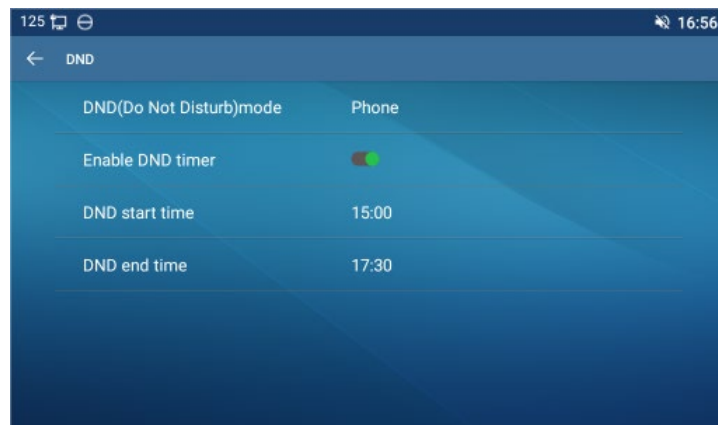 125 16:56
DND
DND(Do Not Disturb)mode Phone
Enable DND timer
DND start time 15:00
DND end time 17:30